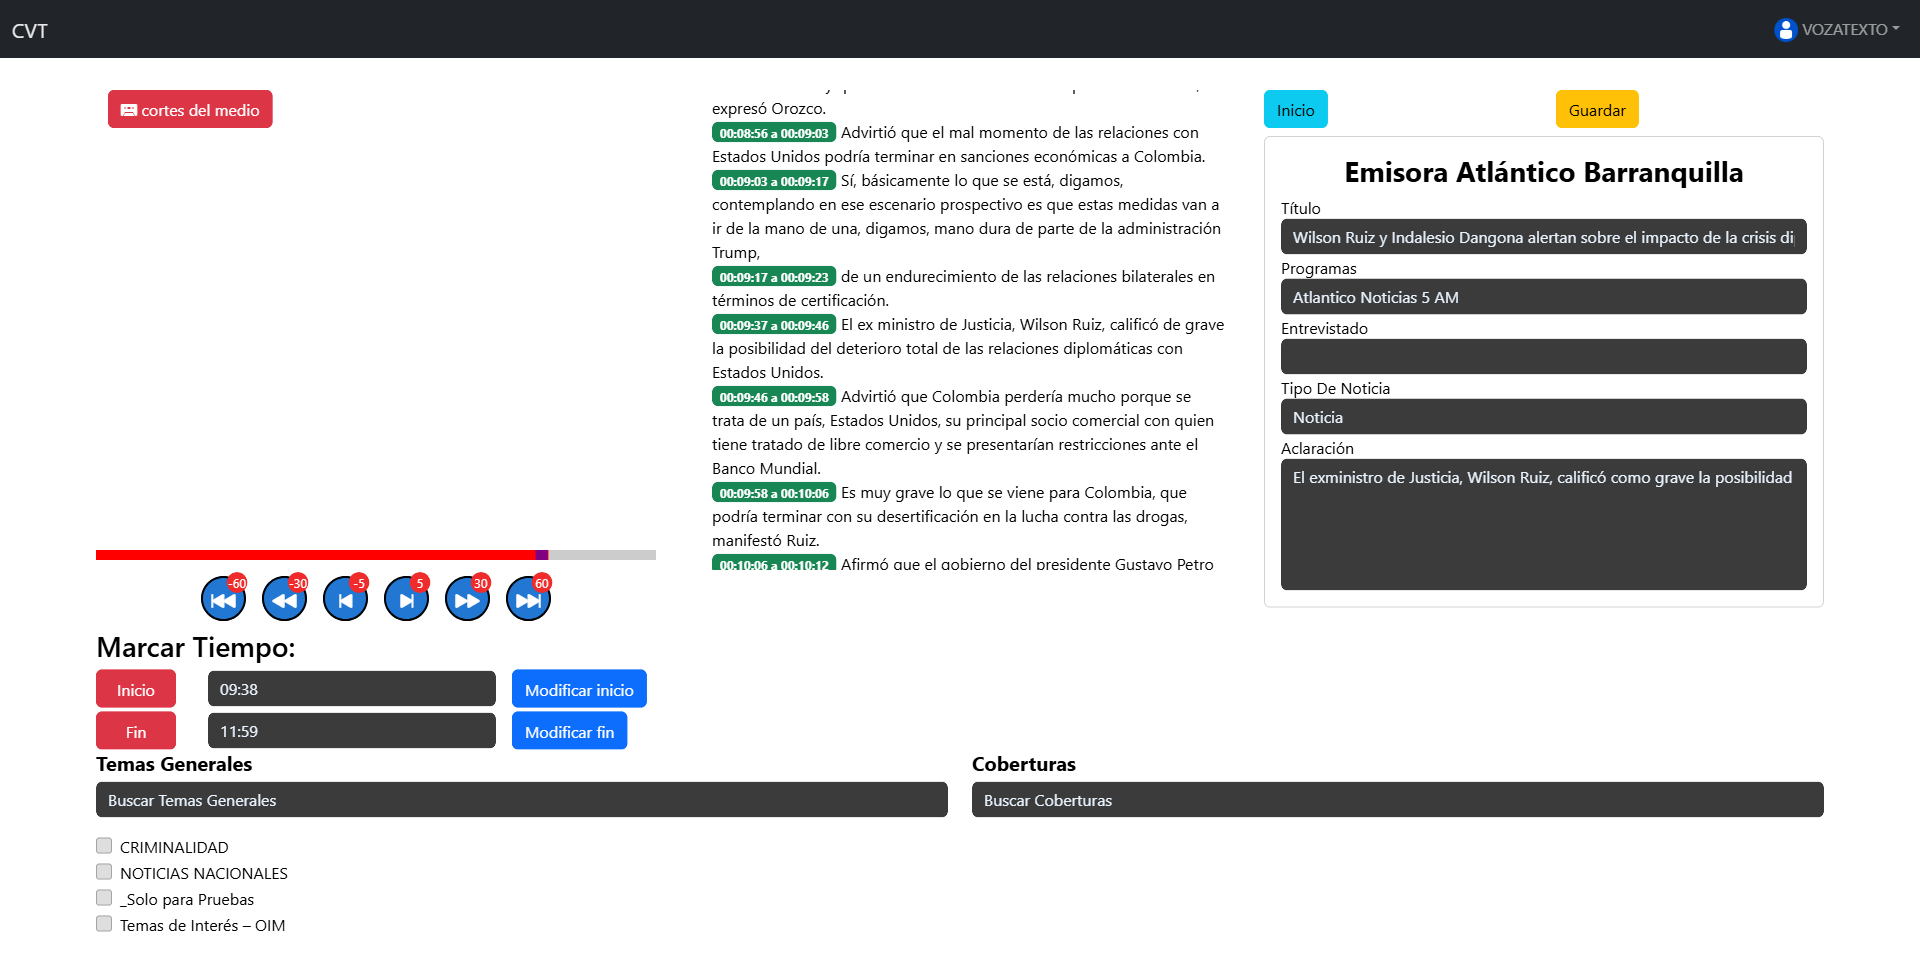 CVT
VOZATEXTO
cortes del medio
expresó Orozco.
00:08:56 a 00:09:03 Advirtió que el mal momento de las relaciones con
Estados Unidos podría terminar en sanciones económicas a Colombia.
00:09:03 a 00:09:17 Sí, básicamente lo que se está, digamos,
contemplando en ese escenario prospectivo es que estas medidas van a
ir de la mano de una, digamos, mano dura de parte de la administración
Trump,
00:09:17 a 00:09:23 de un endurecimiento de las relaciones bilaterales en
términos de certificación.
00:09:37 a 00:09:46 El ex ministro de Justicia, Wilson Ruiz, calificó de grave
la posibilidad del deterioro total de las relaciones diplomáticas con
Estados Unidos.
00:09:46 a 00:09:58 Advirtió que Colombia perdería mucho porque se
trata de un país, Estados Unidos, su principal socio comercial con quien
tiene tratado de libre comercio y se presentarían restricciones ante el
Banco Mundial.
00:09:58 a 00:10:06 Es muy grave lo que se viene para Colombia, que
podría terminar con su desertificación en la lucha contra las drogas,
manifestó Ruiz.
00:10:06 a 00:10:12 Afirmó que el gobierno del presidente Gustavo Petro
Inicio
Guardar
Emisora Atlántico Barranquilla
Título
Wilson Ruiz y Indalesio Dangona alertan sobre el impacto de la crisis di
Programas
Atlantico Noticias 5 AM
Entrevistado
Tipo De Noticia
Noticia
Aclaración
El exministro de Justicia, Wilson Ruiz, calificó como grave la posibilidad
-60
-30
-5
5
30
60
Marcar Tiempo:
Inicio
09:38
Modificar inicio
Fin
11:59
Modificar fin
Temas Generales
Buscar Temas Generales
CRIMINALIDAD
NOTICIAS NACIONALES
_Solo para Pruebas
Temas de Interés – OIM
Coberturas
Buscar Coberturas